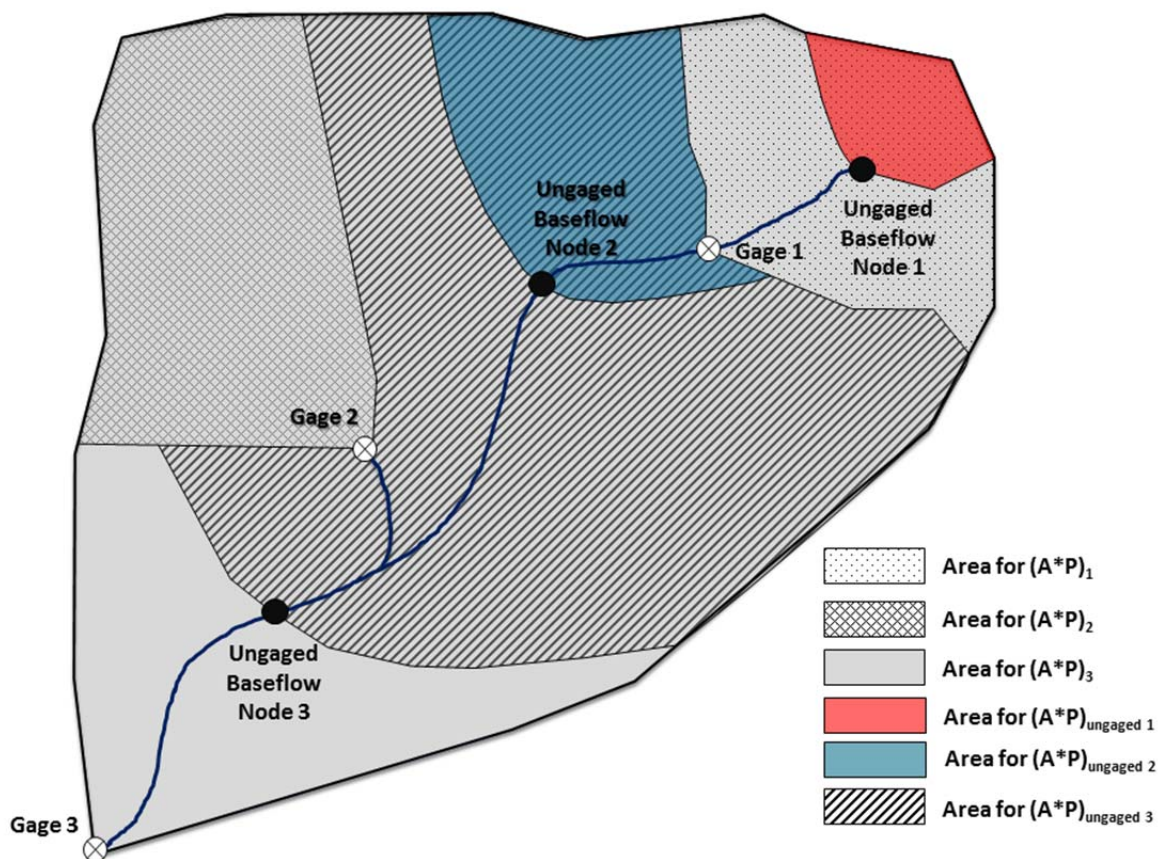 Ungaged
Baseflow
Node 2
Gage 1
Ungaged
Baseflow
Node 1
Gage 2
Ungaged
Baseflow
Node 3
Gage 3
Area for (A*P)1
Area for (A*P)2
Area for (A*P)3
Area for (A*P)ungaged 1
Area for (A*P)ungaged 2
Area for (A*P)ungaged 3